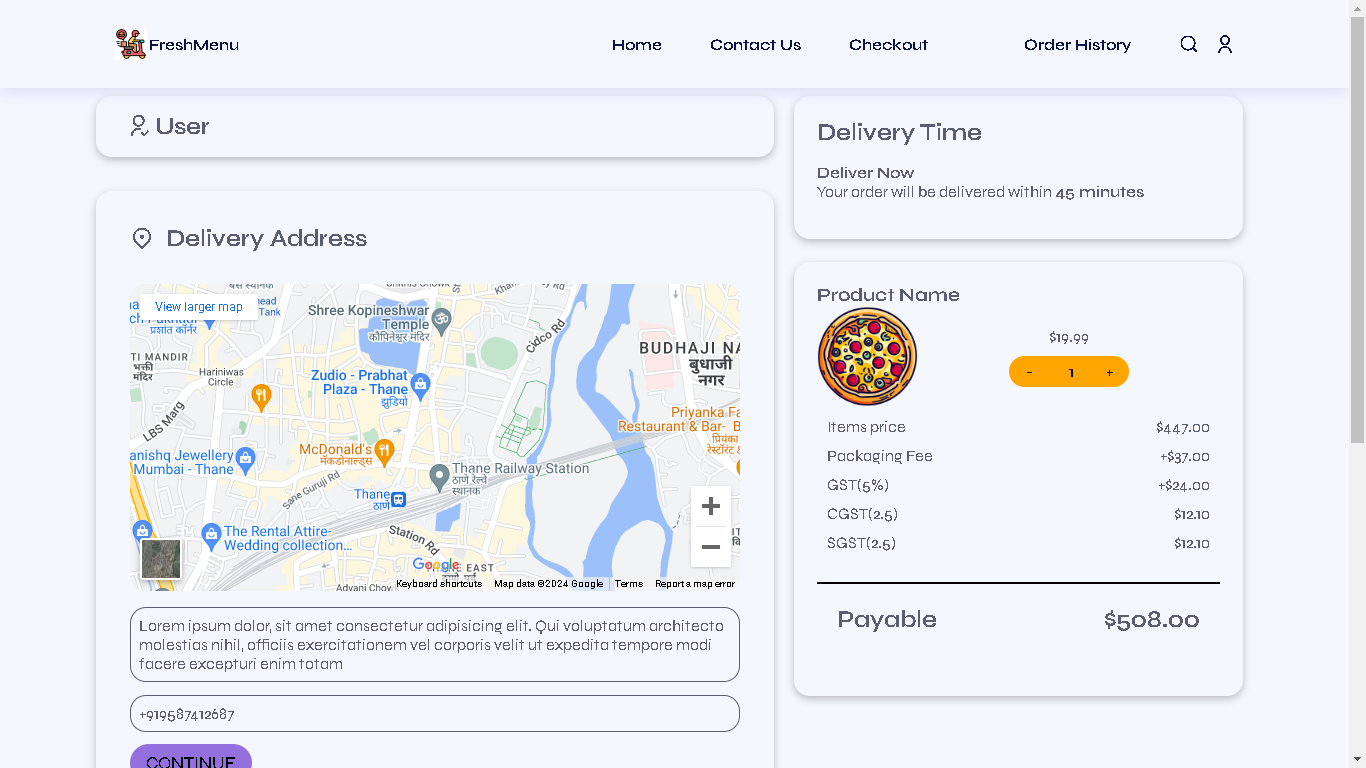 FreshMenu
Home
Contact Us
Checkout
Order History
User
Delivery Address
View larger map
Shree Kopineshwar
Temple
कौपिनेश्वर मंदिर
Cidco Rd
BUDHAJI NA
बुधाजी
नगर
प्रशांत कॉर्नर
Tank
TI MANDIR
भक्ती
मंदिर
Hariniwas
Circle
Zudio - Prabhat
Plaza - Thane
झुडियो
LBS Marg
Priyanka Fa
Restaurant & Bar- B
McDonald's
मॅकडोनाल्ड्स
anishq Jewellery
Mumbai - Thane
Thane Railway Station
ठाणे रेल्वे
स्थानक
Sane Guruji Rd
Thane
ठाणे
The Rental Attire-
Wedding collection...
Station Rd
Google
Advani Chow
Keyboard shortcuts
Map data ©2024 Google
Terms
Report a map error
Lorem ipsum dolor, sit amet consectetur adipisicing elit. Qui voluptatum architecto
molestias nihil, officiis exercitationem vel corporis velit ut expedita tempore modi
facere excepturi enim totam
+919587412687
CONTINUE
Delivery Time
Deliver Now
Your order will be delivered within 45 minutes
Product Name
$19.99
- 1 +
Items price $447.00
Packaging Fee +$37.00
GST(5%) +$24.00
CGST(2.5) $12.10
SGST(2.5) $12.10
Payable $508.00